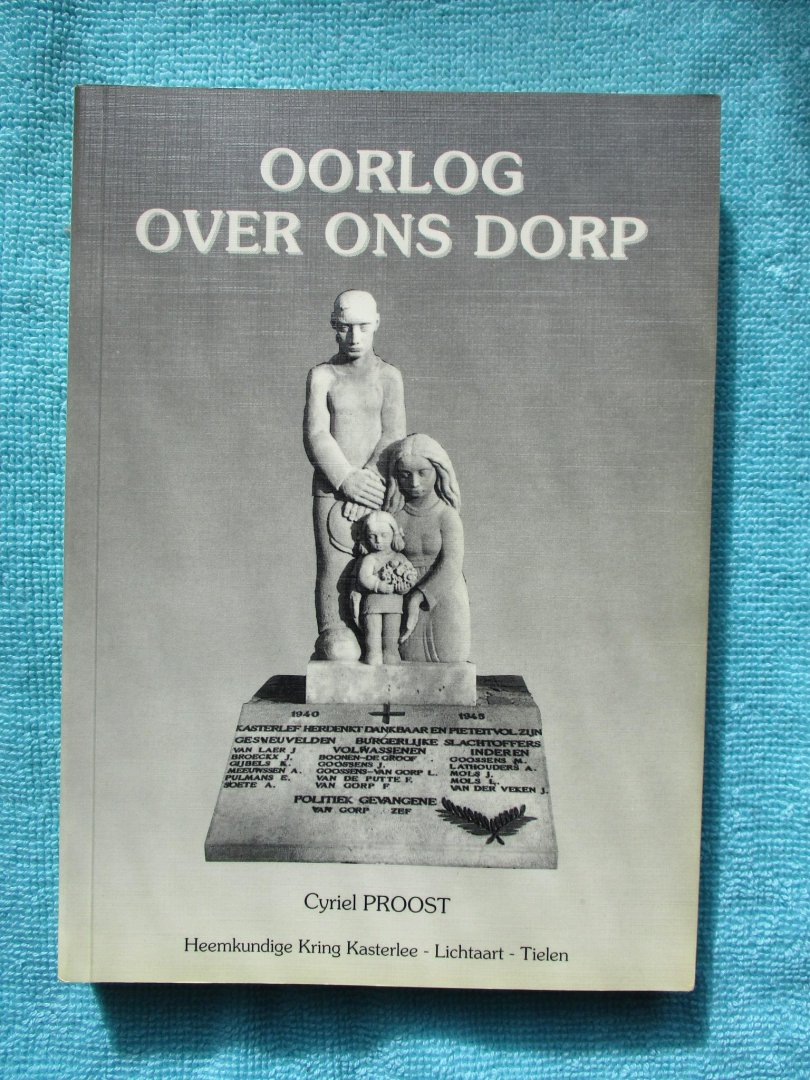 OORLOG
OVER ONS DORP
1940 1945
KASTERLEE HERDENKT DANKBAAR EN PIETEITVOL ZIJN
GESNEUVELDEN BURGERLIJKE SLACHTOFFERS
VOLWASSENEN KINDEREN
VAN LAER J BOONEN-DE GROOF GOOSSENS M.
BROECKX J. GOOSSENS J. LATHOUDERS A.
GIJBELS K. GOOSSENS-VAN GORP L. MOLS J.
MEEUWSSEN A. VAN DE PUTTE F. MOLS L.
PULMANS E. VAN GORP F VAN DER VEKEN J.
SOETE A.
POLITIEK GEVANGENE
VAN GORP ZEF
Cyriel PROOST
Heemkundige Kring Kasterlee - Lichtaart - Tielen